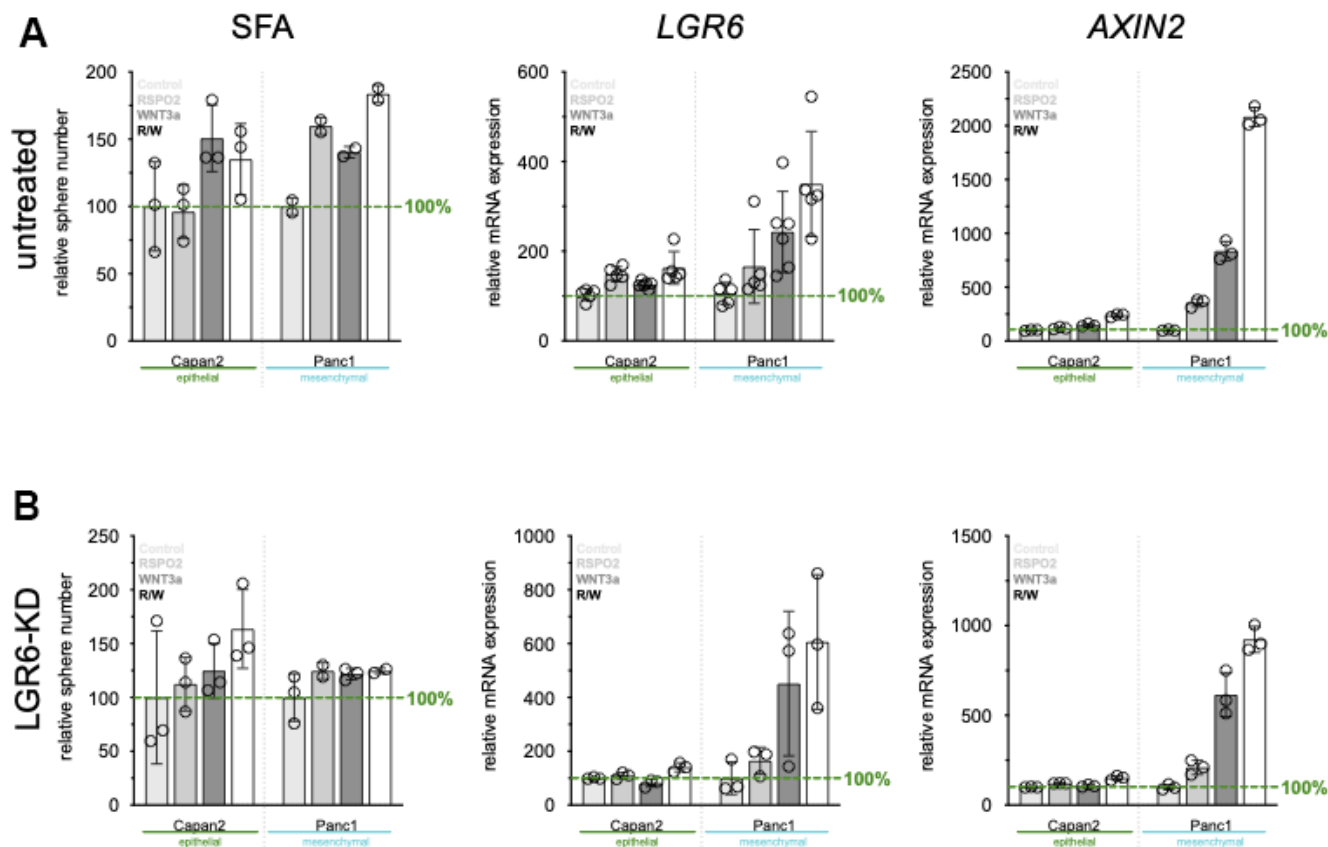 A
SFA
LGR6
AXIN2
untreated
relative sphere number
200
150
100
50
0
Control
RSPO2
WNT3a
R/W
100%
Capan2
Panc1
epithelial
mesenchymal
relative mRNA expression
600
400
200
0
Control
RSPO2
WNT3a
R/W
100%
Capan2
Panc1
epithelial
mesenchymal
relative mRNA expression
2500
2000
1500
1000
500
0
Control
RSPO2
WNT3a
R/W
100%
Capan2
Panc1
epithelial
mesenchymal
B
LGR6-KD
relative sphere number
250
200
150
100
50
0
Control
RSPO2
WNT3a
R/W
100%
Capan2
Panc1
epithelial
mesenchymal
relative mRNA expression
1000
800
600
400
200
0
Control
RSPO2
WNT3a
R/W
100%
Capan2
Panc1
epithelial
mesenchymal
relative mRNA expression
1500
1000
500
0
Control
RSPO2
WNT3a
R/W
100%
Capan2
Panc1
epithelial
mesenchymal